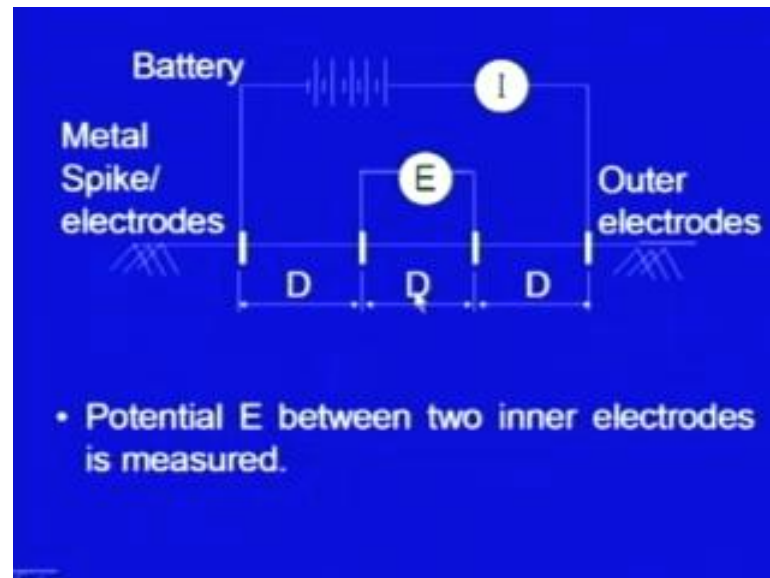 Battery
I
Metal
Spike/
electrodes
E
Outer
electrodes
D D D
• Potential E between two inner electrodes
is measured.